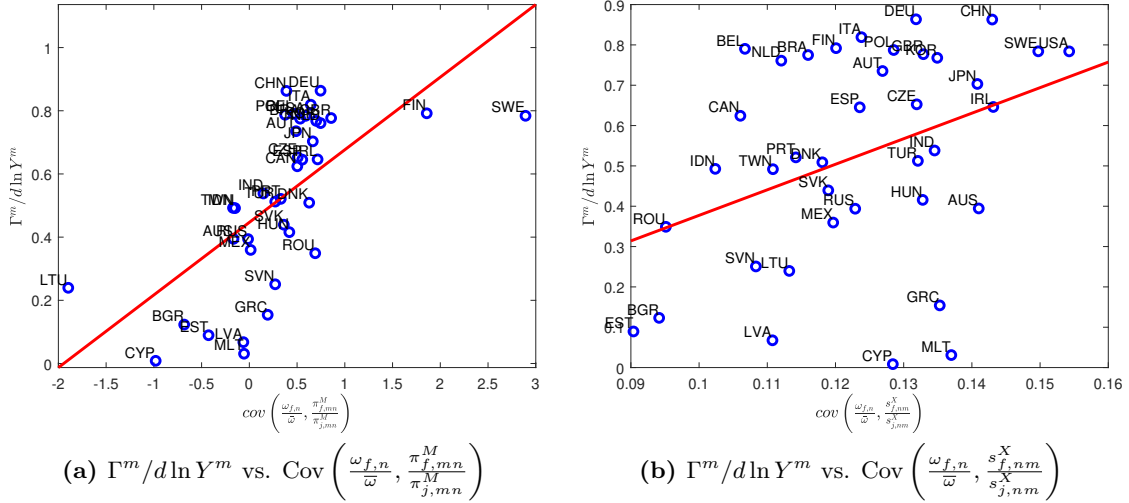 1
0.8
0.6
0.4
0.2
0
Γ^m/d ln Y^m
CHN DEU
ITA
FIN
SWE
AUT
JPN
CAN
IND
DNK
SVK
HUN
MEX
ROU
LTU
SVN
BGR
GRC
EST
LVA
MLT
CYP
-2 -1.5 -1 -0.5 0 0.5 1 1.5 2 2.5 3
cov (ω_{f,n}/ω̄, π^M_{f,mn}/π^M_{j,mn})
(a) Γ^m/d ln Y^m vs. Cov (ω_{f,n}/ω̄, π^M_{f,mn}/π^M_{j,mn})
0.9
0.8
0.7
0.6
0.5
0.4
0.3
0.2
0.1
0
Γ^m/d ln Y^m
DEU CHN
ITA
BEL FIN POL GBR SWE USA
NLD BRA KOR
AUT
JPN
CZE IRL
ESP
CAN
IND
PRT
DNK TUR
IDN TWN
SVK
HUN
RUS AUS
MEX
ROU
SVN
LTU
GRC
BGR
EST
LVA
MLT
CYP
0.09 0.1 0.11 0.12 0.13 0.14 0.15 0.16
cov (ω_{f,n}/ω̄, s^X_{f,nm}/s^X_{j,nm})
(b) Γ^m/d ln Y^m vs. Cov (ω_{f,n}/ω̄, s^X_{f,nm}/s^X_{j,nm})